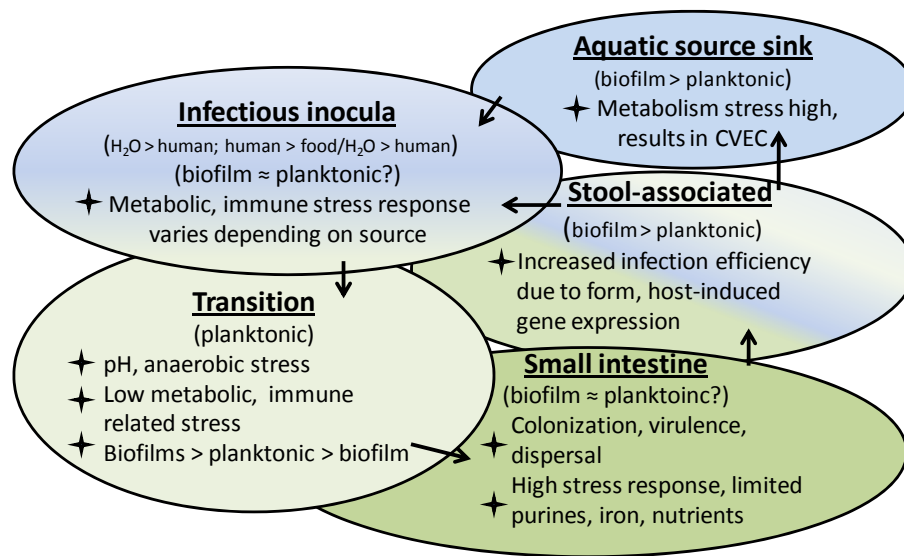 Aquatic source sink
(biofilm > planktonic)
Metabolism stress high,
results in CVEC
Infectious inocula
(H₂O > human; human > food/H₂O > human)
(biofilm ≈ planktonic?)
Metabolic, immune stress response
varies depending on source
Stool-associated
(biofilm > planktonic)
Increased infection efficiency
due to form, host-induced
gene expression
Transition
(planktonic)
pH, anaerobic stress
Low metabolic, immune
related stress
Biofilms > planktonic > biofilm
Small intestine
(biofilm ≈ planktoinc?)
Colonization, virulence,
dispersal
High stress response, limited
purines, iron, nutrients